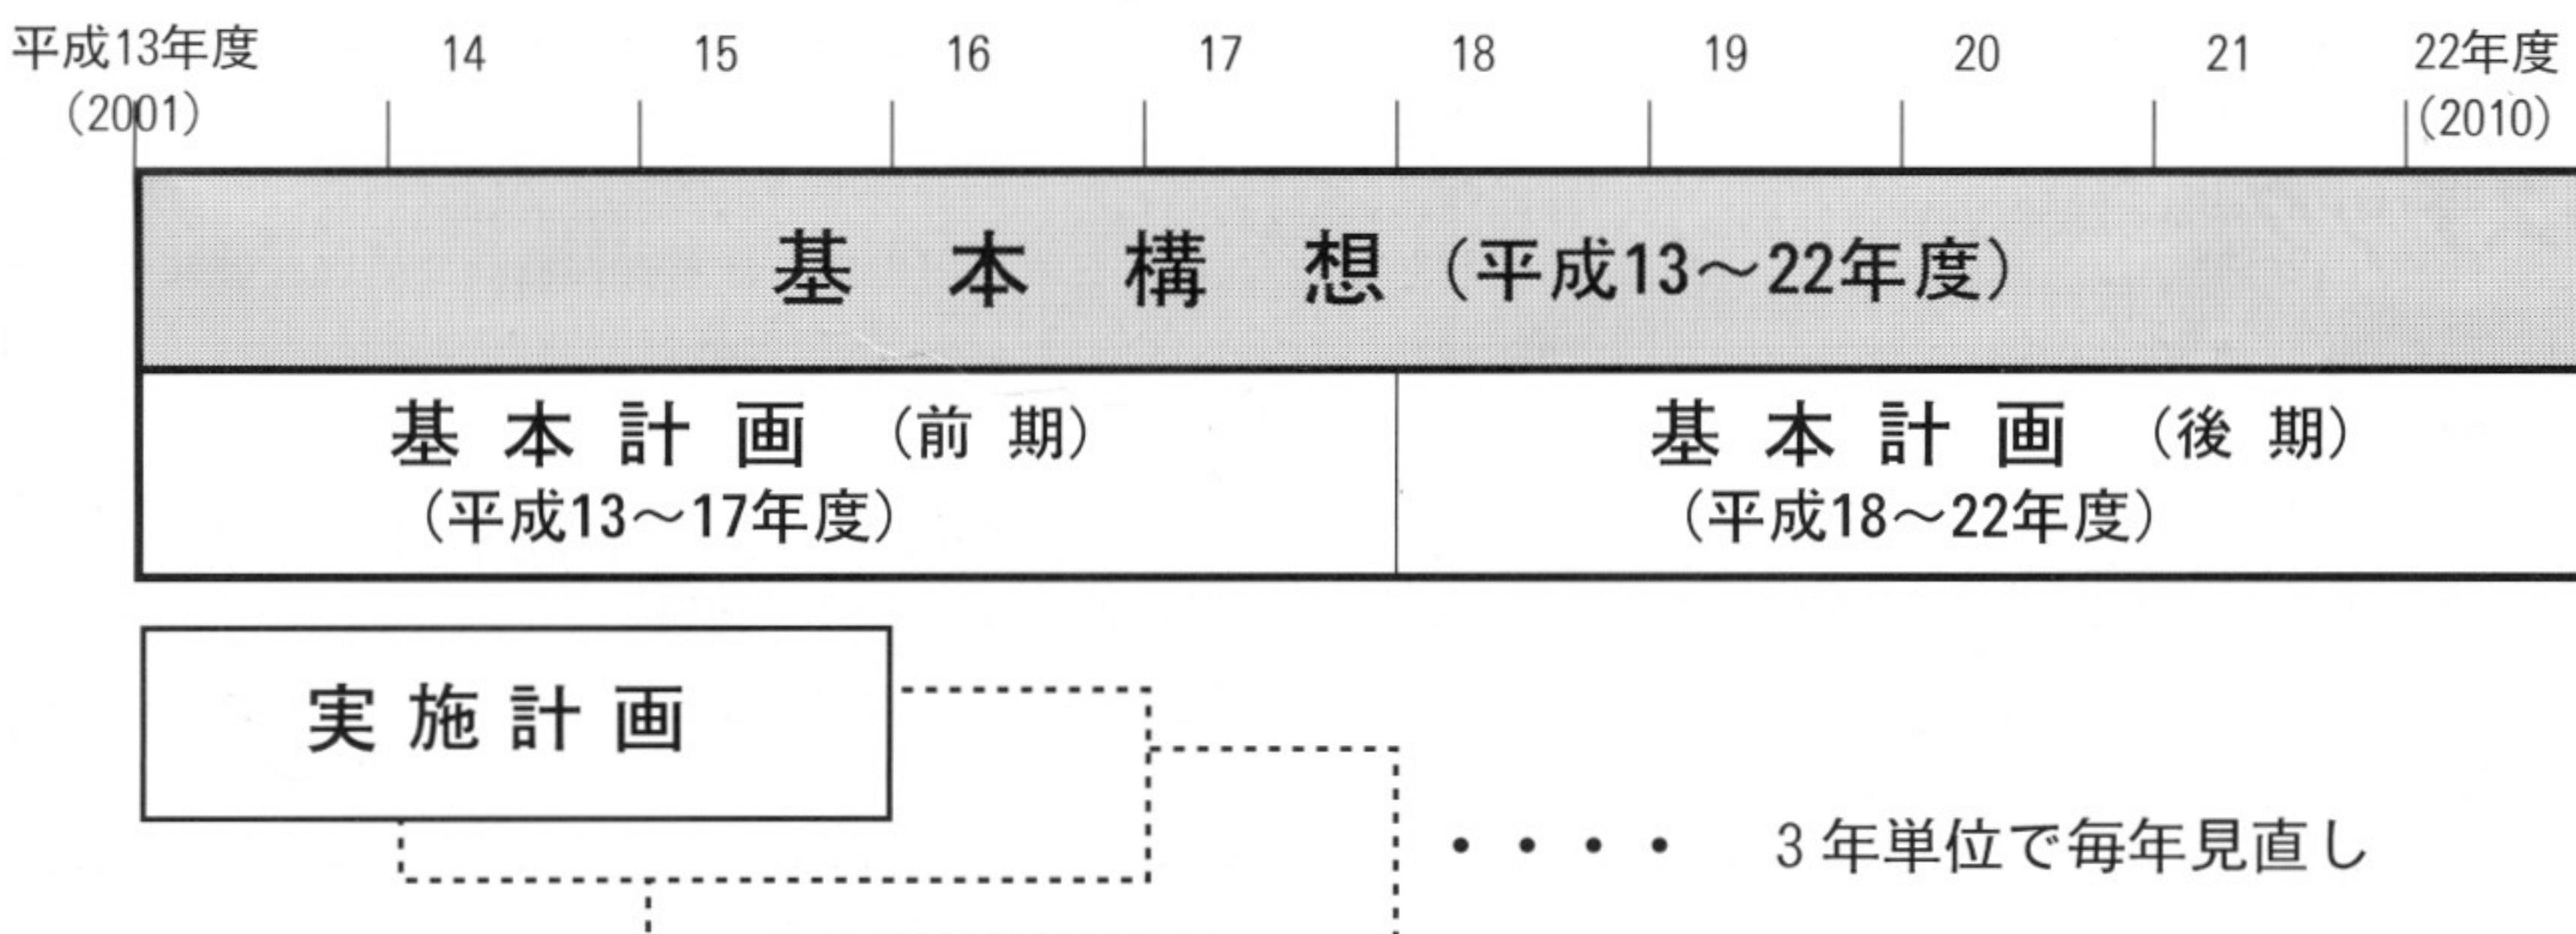 平成13年度 14 15 16 17 18 19 20 21 22年度
（2001） （2010）
基本構想（平成13～22年度）
基本計画（前期） 基本計画（後期）
（平成13～17年度） （平成18～22年度）
実施計画
・・・・ 3年単位で毎年見直し